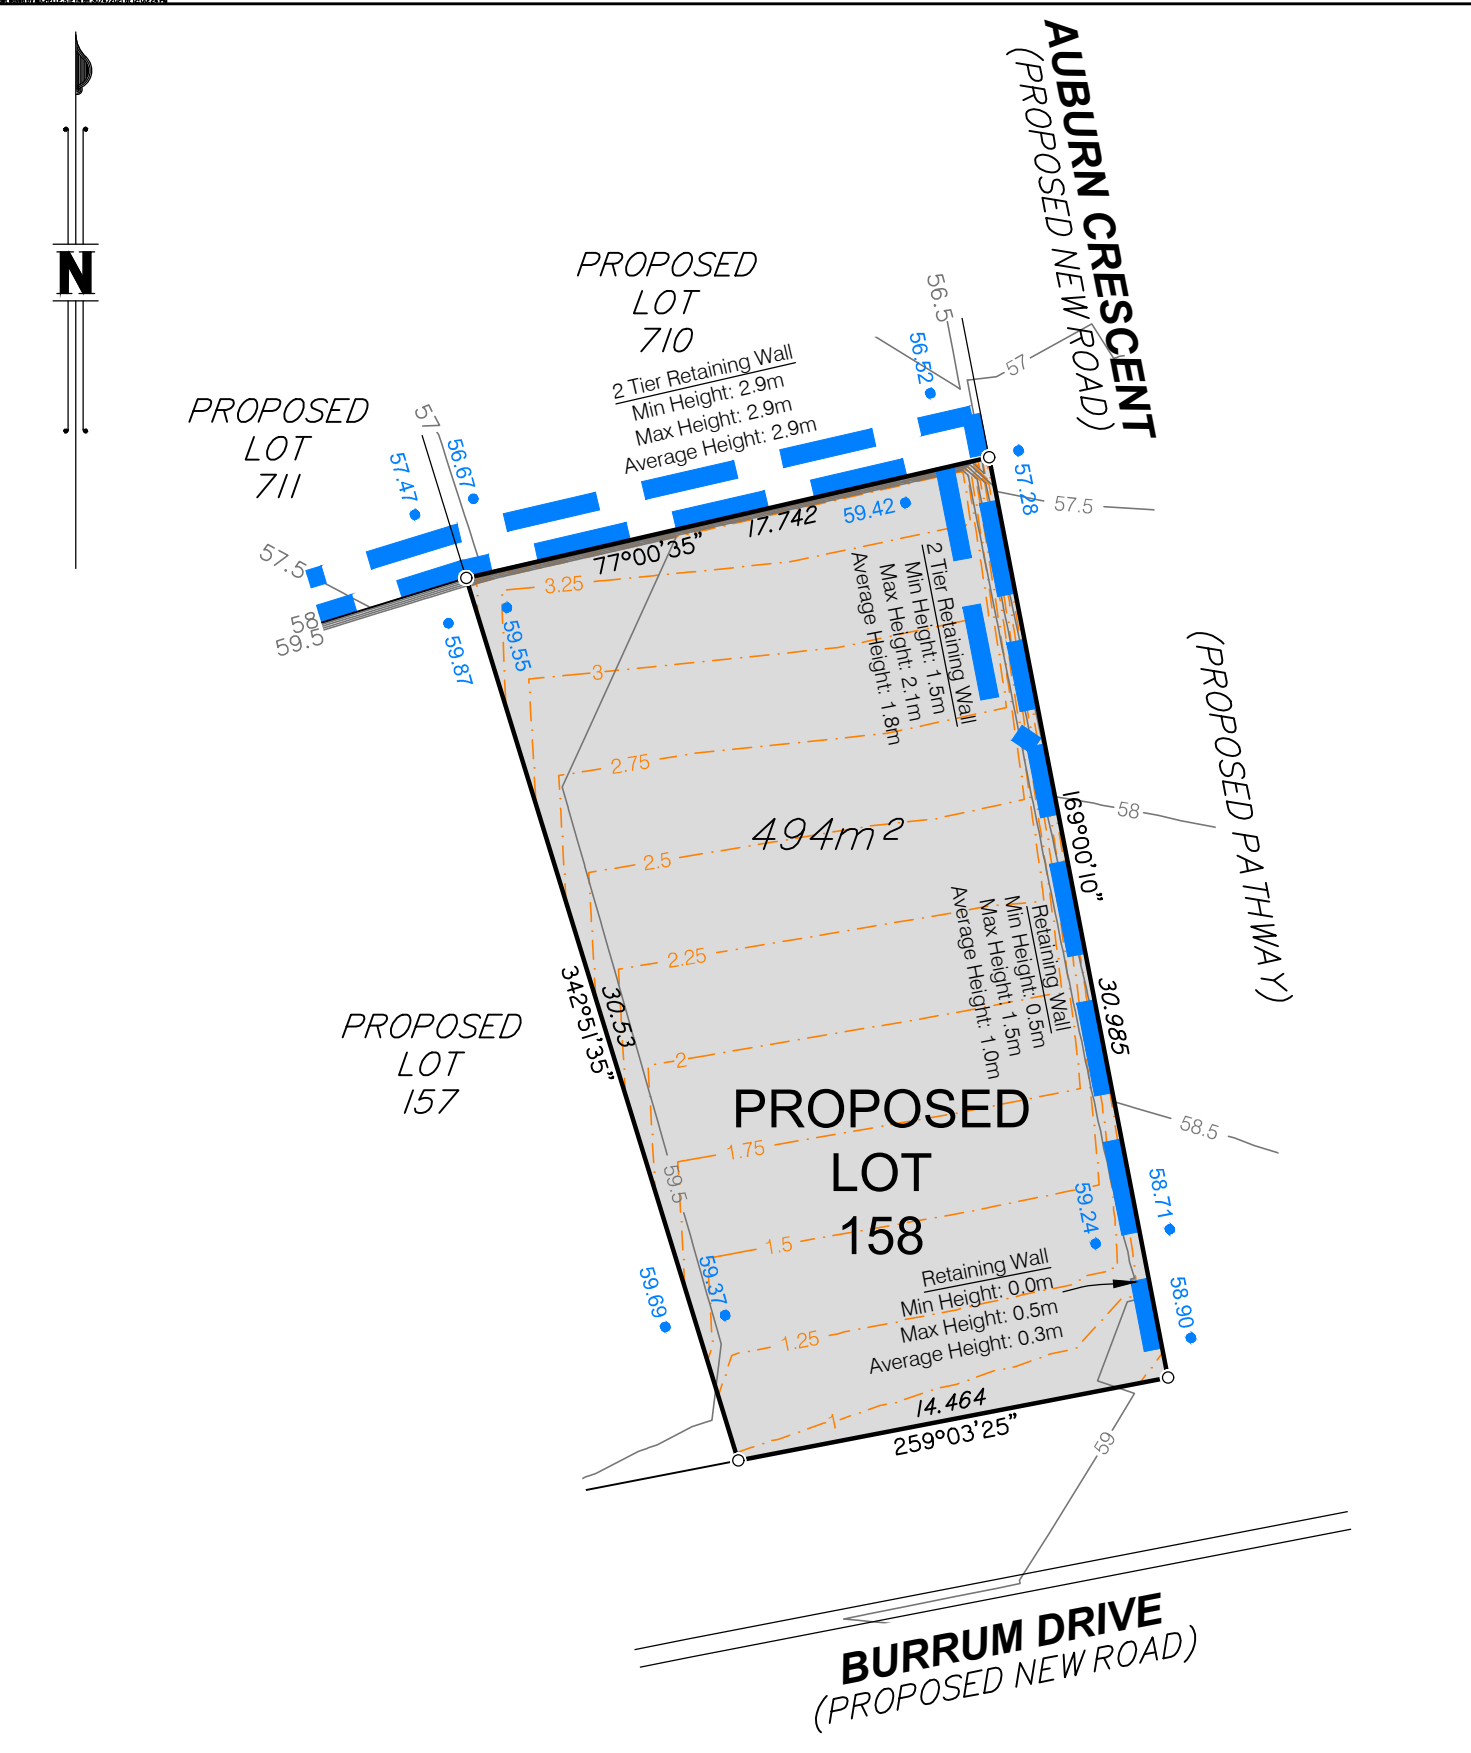 AUBURN CRESCENT
(PROPOSED NEW ROAD)
N
PROPOSED
LOT
710
2 Tier Retaining Wall
Min Height: 2.9m
Max Height: 2.9m
Average Height: 2.9m
56.5
56.52
57
PROPOSED
LOT
711
57
56.67
57.47
57.28
57.5
59.42
17.742
77°00'35"
57.5
58
59.5
59.87
59.55
3.25
3
2.75
2.5
2.25
2
1.75
1.5
1.25
1
2 Tier Retaining Wall
Min Height: 1.5m
Max Height: 2.1m
Average Height: 1.8m
(PROPOSED PATHWAY)
494m²
58
169°00'10"
30.985
Retaining Wall
Min Height: 0.5m
Max Height: 1.5m
Average Height: 1.0m
342°51'35"
30.53
PROPOSED
LOT
157
PROPOSED
LOT
158
58.5
59.5
58.71
59.24
59.69
59.37
58.90
Retaining Wall
Min Height: 0.0m
Max Height: 0.5m
Average Height: 0.3m
14.464
259°03'25"
59
BURRUM DRIVE
(PROPOSED NEW ROAD)